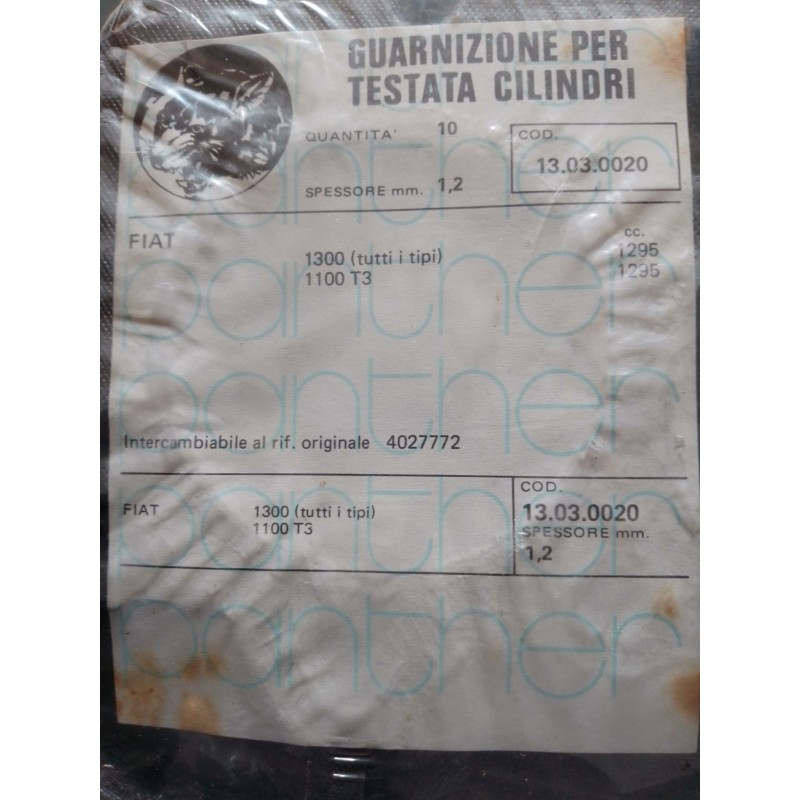 GUARNIZIONE PER
TESTATA CILINDRI
QUANTITA' 10
COD.
13.03.0020
SPESSORE mm. 1,2
panther
FIAT
cc.
1300 (tutti i tipi) 1295
1100 T3 1295
panther
panther
Intercambiabile al rif. originale 4027772
panther
COD.
FIAT 1300 (tutti i tipi) 13.03.0020
1100 T3 SPESSORE mm.
1,2
panther